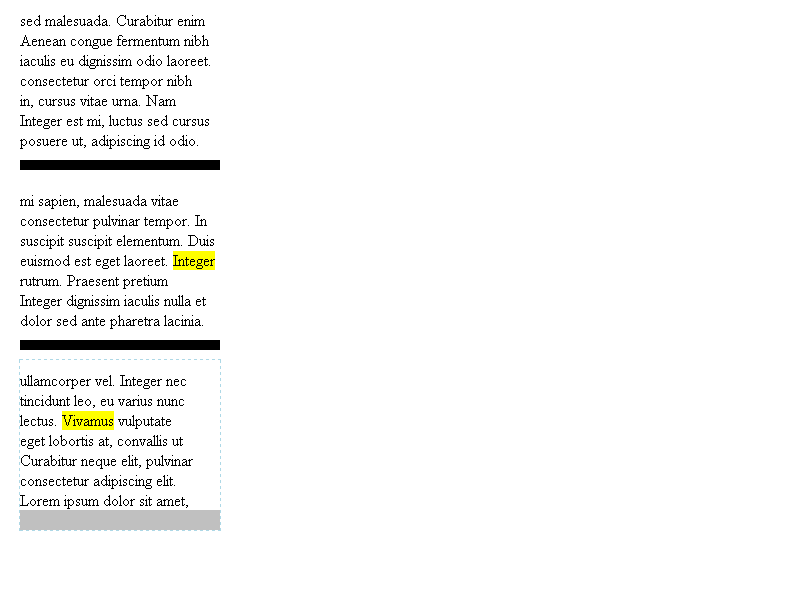 sed malesuada. Curabitur enim
Aenean congue fermentum nibh
iaculis eu dignissim odio laoreet.
consectetur orci tempor nibh
in, cursus vitae urna. Nam
Integer est mi, luctus sed cursus
posuere ut, adipiscing id odio.
mi sapien, malesuada vitae
consectetur pulvinar tempor. In
suscipit suscipit elementum. Duis
euismod est eget laoreet. Integer
rutrum. Praesent pretium
Integer dignissim iaculis nulla et
dolor sed ante pharetra lacinia.
ullamcorper vel. Integer nec
tincidunt leo, eu varius nunc
lectus. Vivamus vulputate
eget lobortis at, convallis ut
Curabitur neque elit, pulvinar
consectetur adipiscing elit.
Lorem ipsum dolor sit amet,